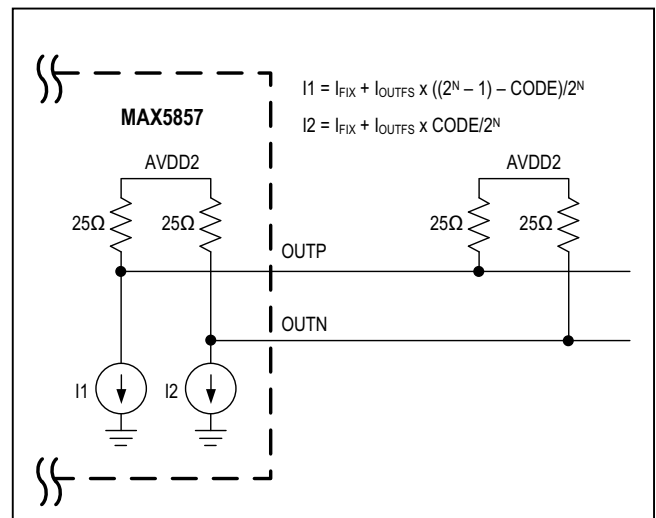 I1 = IFIX + IOUTFS x ((2ᴺ – 1) – CODE)/2ᴺ
MAX5857
I2 = IFIX + IOUTFS x CODE/2ᴺ
AVDD2
AVDD2
25Ω
25Ω
25Ω
25Ω
OUTP
OUTN
I1
I2